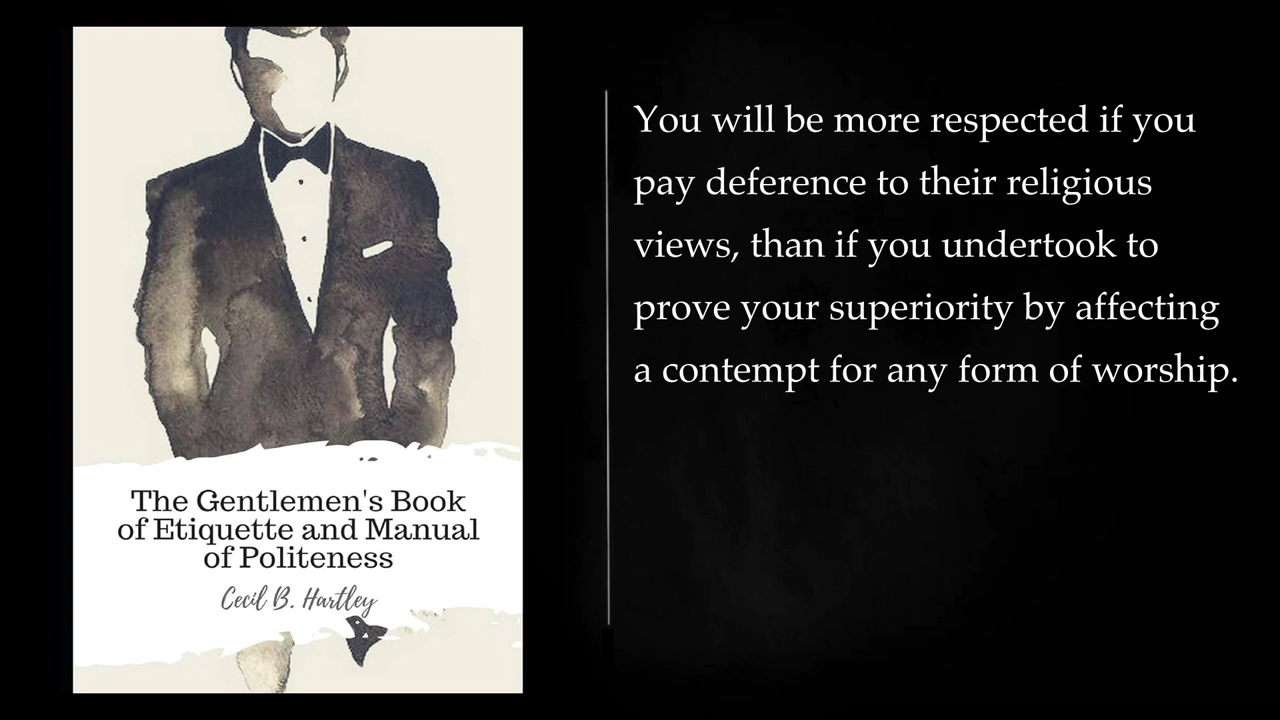 The Gentlemen's Book
of Etiquette and Manual
of Politeness
Cecil B. Hartley
You will be more respected if you
pay deference to their religious
views, than if you undertook to
prove your superiority by affecting
a contempt for any form of worship.